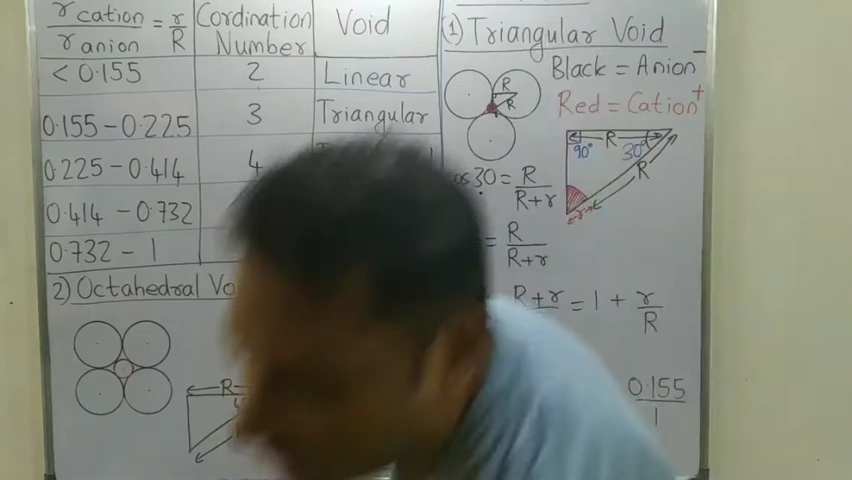 r cation / r anion = r/R
Cordination Number
Void
< 0.155
2
Linear
0.155 – 0.225
3
Triangular
0.225 – 0.414
4
0.414 – 0.732
0.732 – 1
2) Octahedral
R
(1) Triangular Void
Black = Anion⁻
Red = Cation⁺
R
R
R
90°
30°
R
r
30 = R / R+r
= R / R+r
R+r = 1 + r/R
0.155 / 1